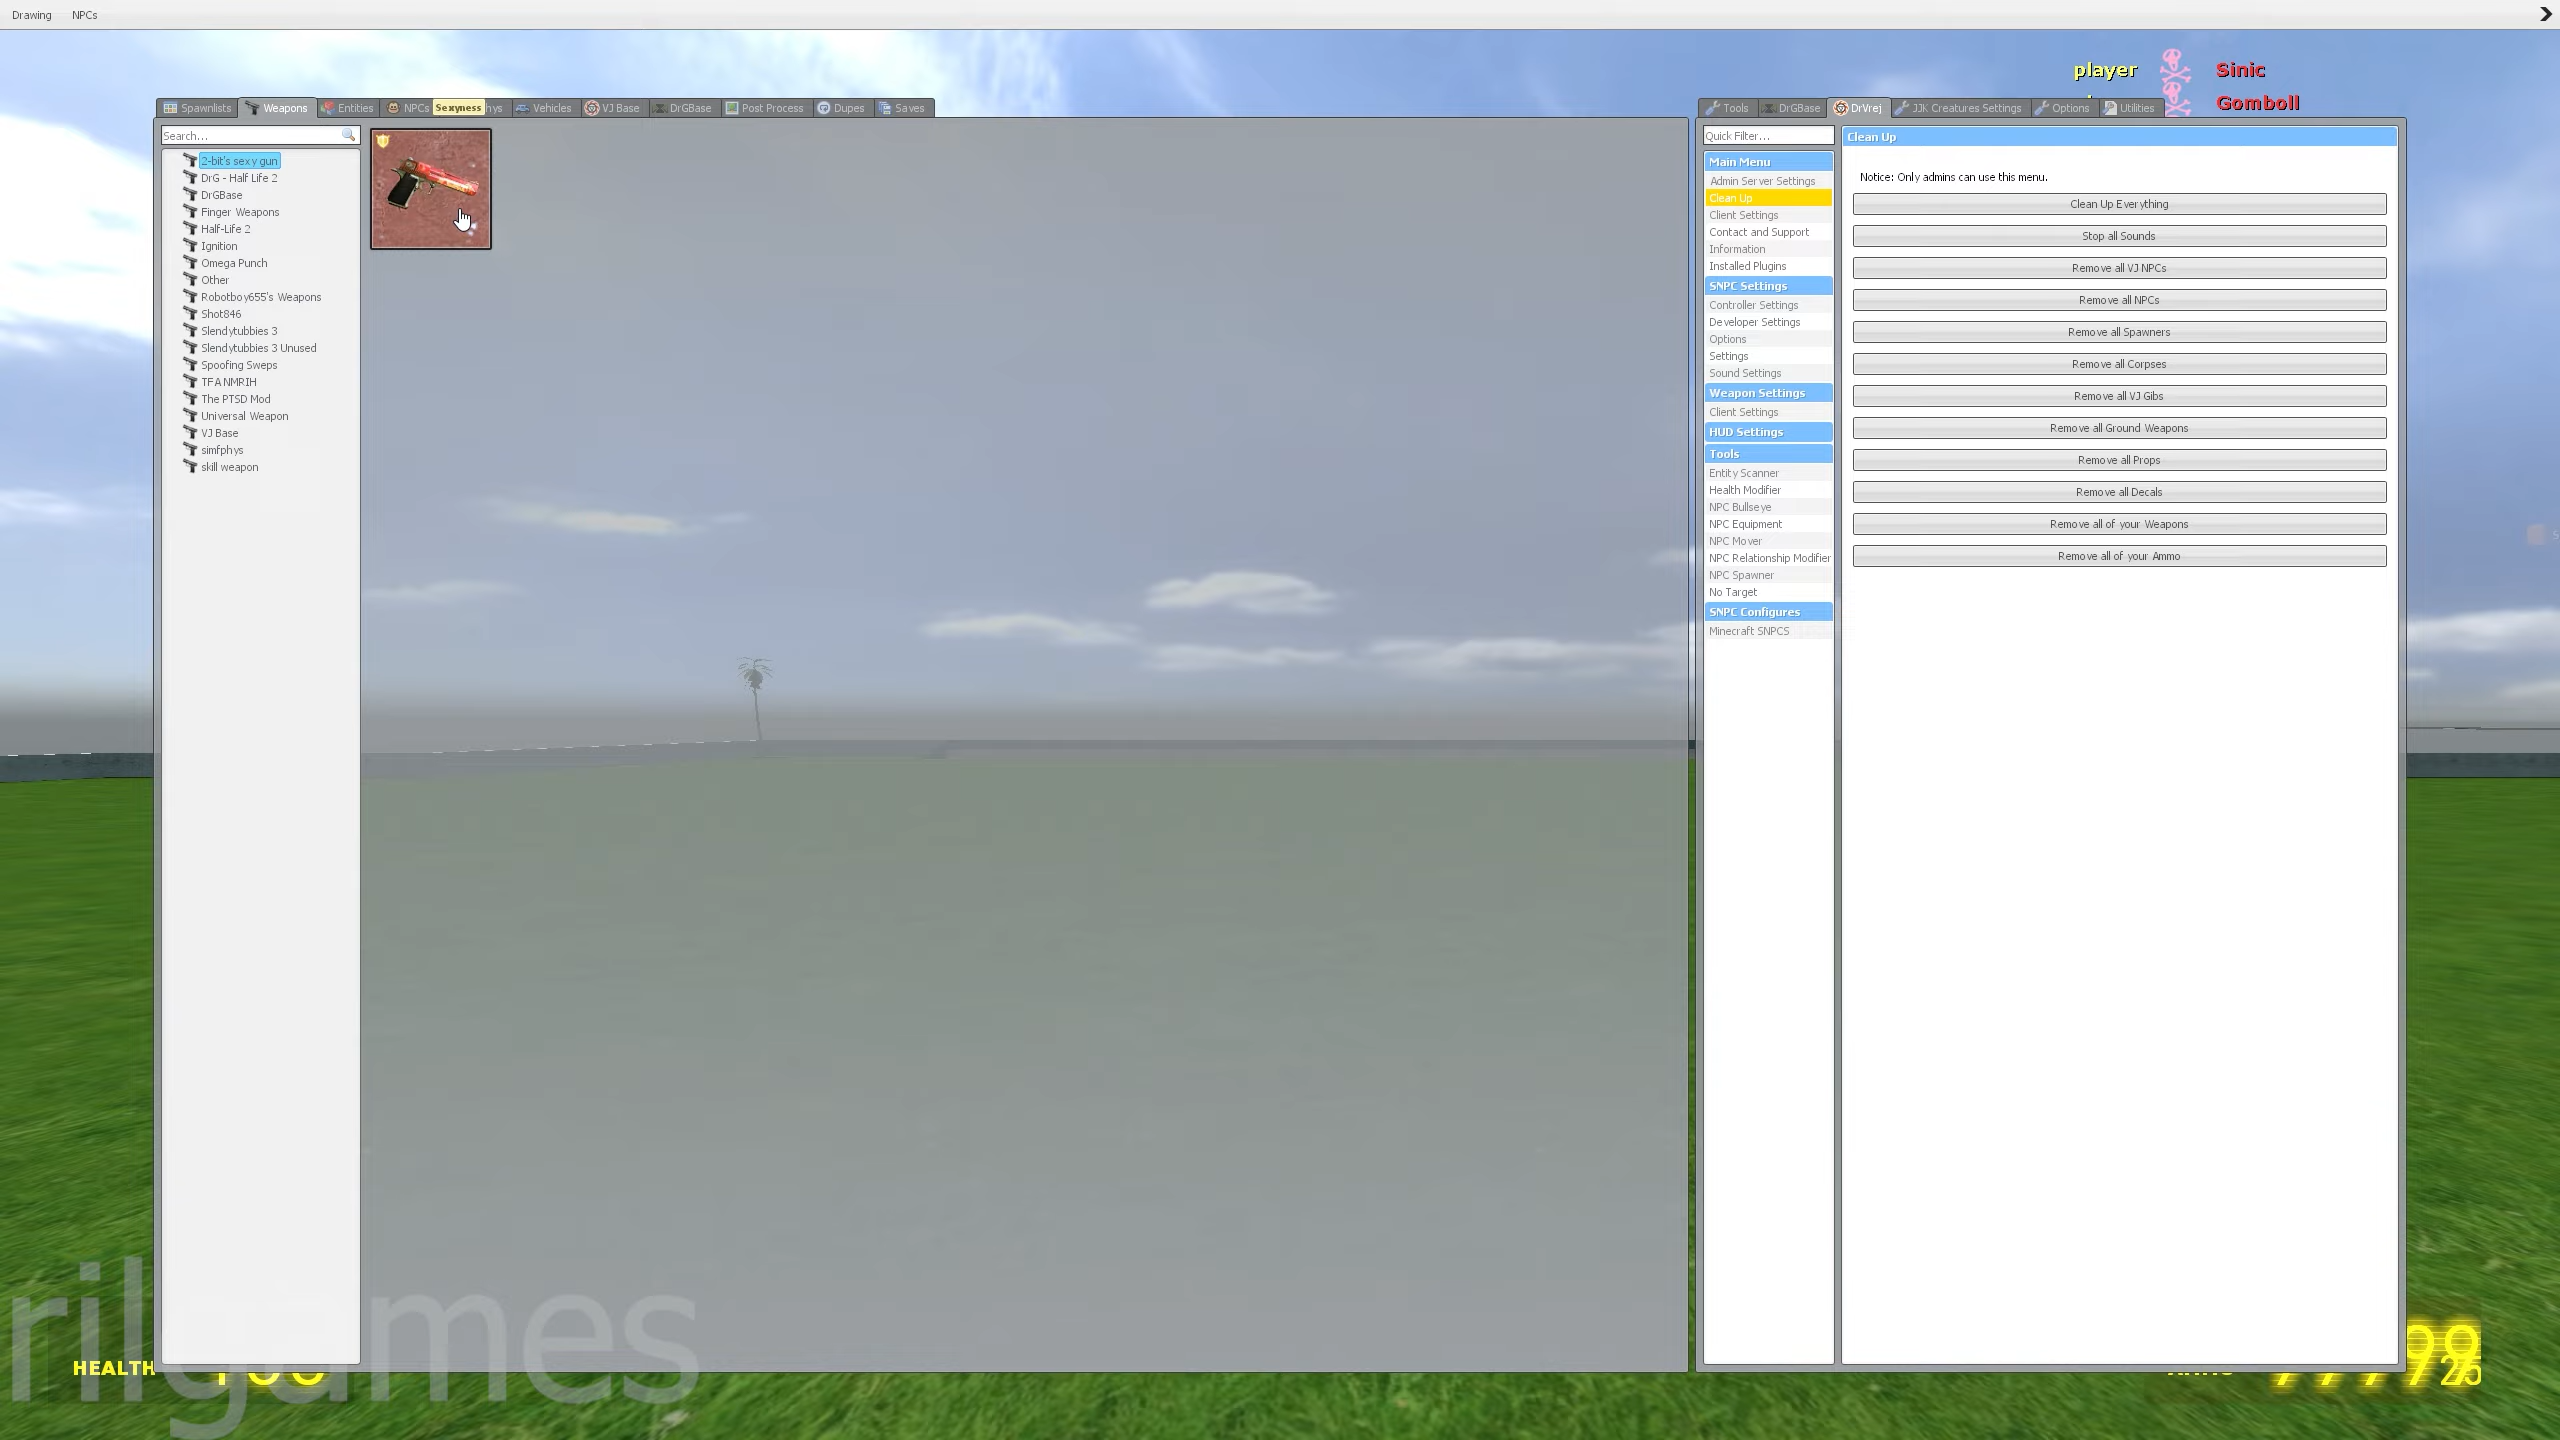 Drawing NPCs
player Sinic
Gomboll
Spawnlists Weapons Entities NPCs Sexyness hys Vehicles VJ Base DrGBase Post Process Dupes Saves
Search...
2-bit's sexy gun
DrG - Half Life 2
DrGBase
Finger Weapons
Half-Life 2
Ignition
Omega Punch
Other
Robotboy655's Weapons
Shot846
Slendytubbies 3
Slendytubbies 3 Unused
Spoofing Sweps
TFA NMRIH
The PTSD Mod
Universal Weapon
VJ Base
simfphys
skill weapon
Tools DrGBase DrVrej JJK Creatures Settings Options Utilities
Quick Filter...
Main Menu
Admin Server Settings
Clean Up
Client Settings
Contact and Support
Information
Installed Plugins
SNPC Settings
Controller Settings
Developer Settings
Options
Settings
Sound Settings
Weapon Settings
Client Settings
HUD Settings
Tools
Entity Scanner
Health Modifier
NPC Bullseye
NPC Equipment
NPC Mover
NPC Relationship Modifier
NPC Spawner
No Target
SNPC Configures
Minecraft SNPCS
Clean Up
Notice: Only admins can use this menu.
Clean Up Everything
Stop all Sounds
Remove all VJ NPCs
Remove all NPCs
Remove all Spawners
Remove all Corpses
Remove all VJ Gibs
Remove all Ground Weapons
Remove all Props
Remove all Decals
Remove all of your Weapons
Remove all of your Ammo
rilgames
HEALTH